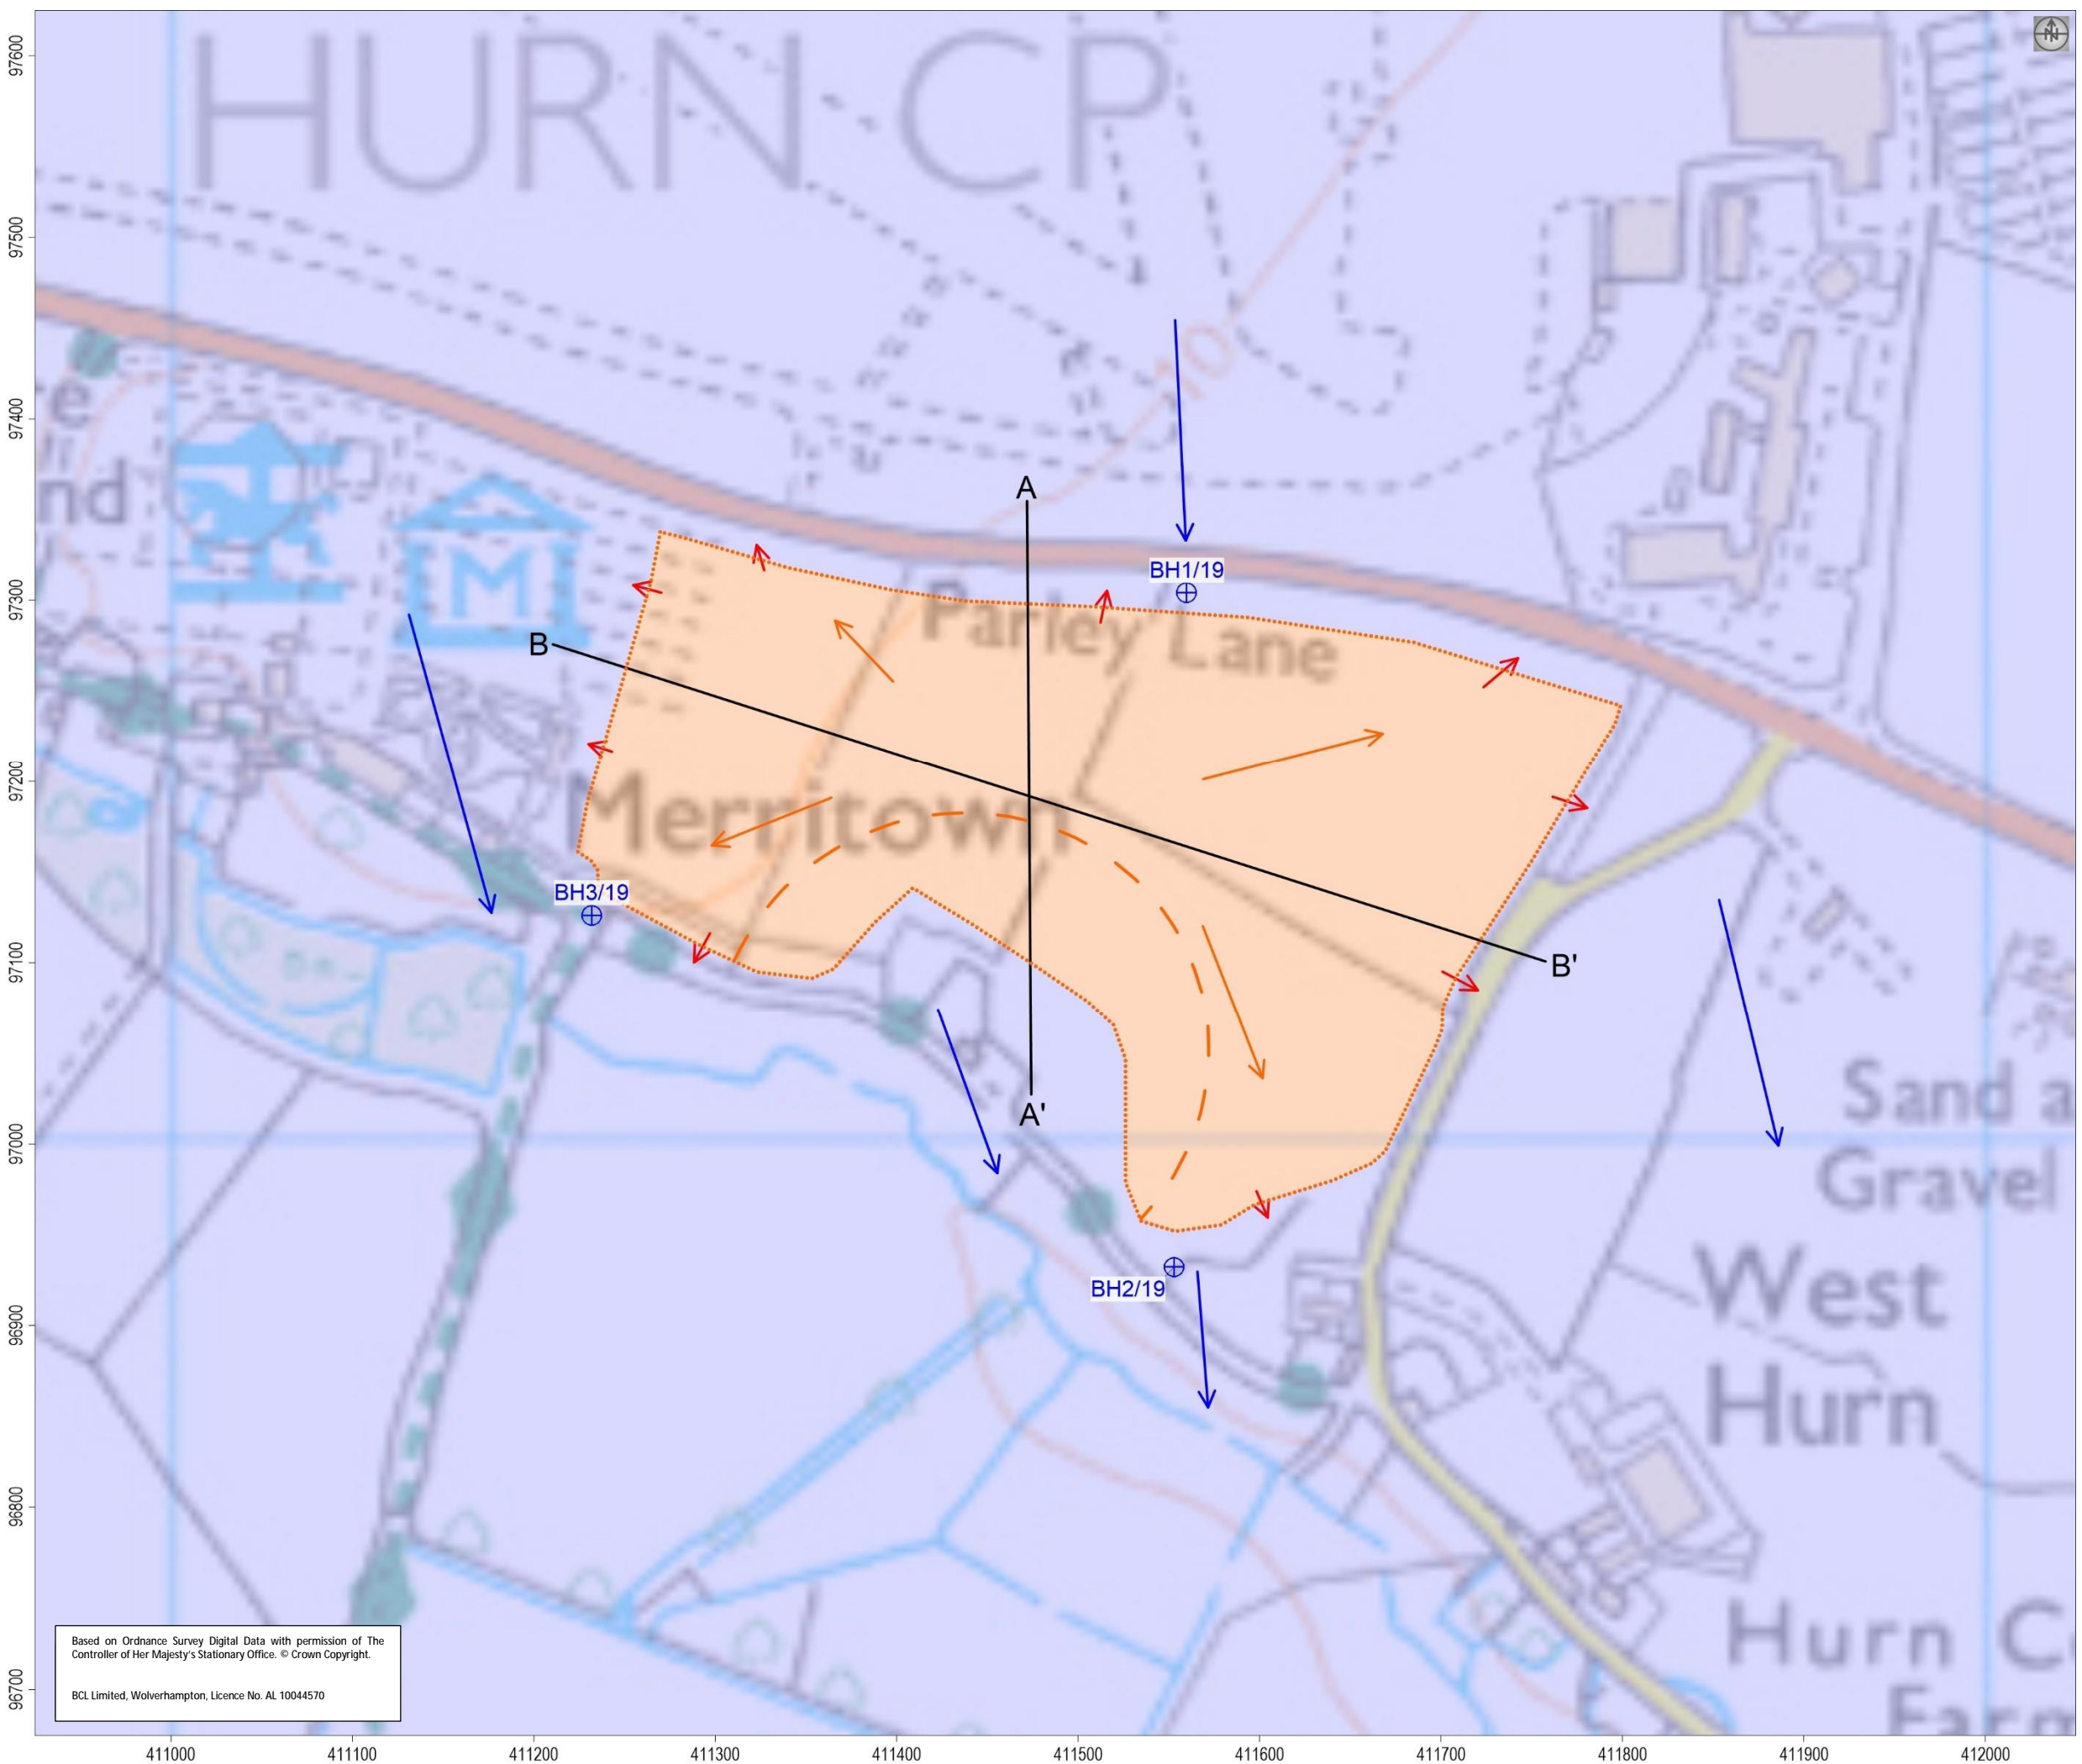 N
97600
HURN CP
97500
97400
10
e
nd
A
BH1/19
97300
M
Parley Lane
B
97200
Merritown
BH3/19
97100
B'
Sand a
A'
97000
Gravel
West
BH2/19
96900
Hurn
96800
Hurn C
96700
Farm
Based on Ordnance Survey Digital Data with permission of The
Controller of Her Majesty's Stationary Office. © Crown Copyright.
BCL Limited, Wolverhampton, Licence No. AL 10044570
411000 411100 411200 411300 411400 411500 411600 411700 411800 411900 412000